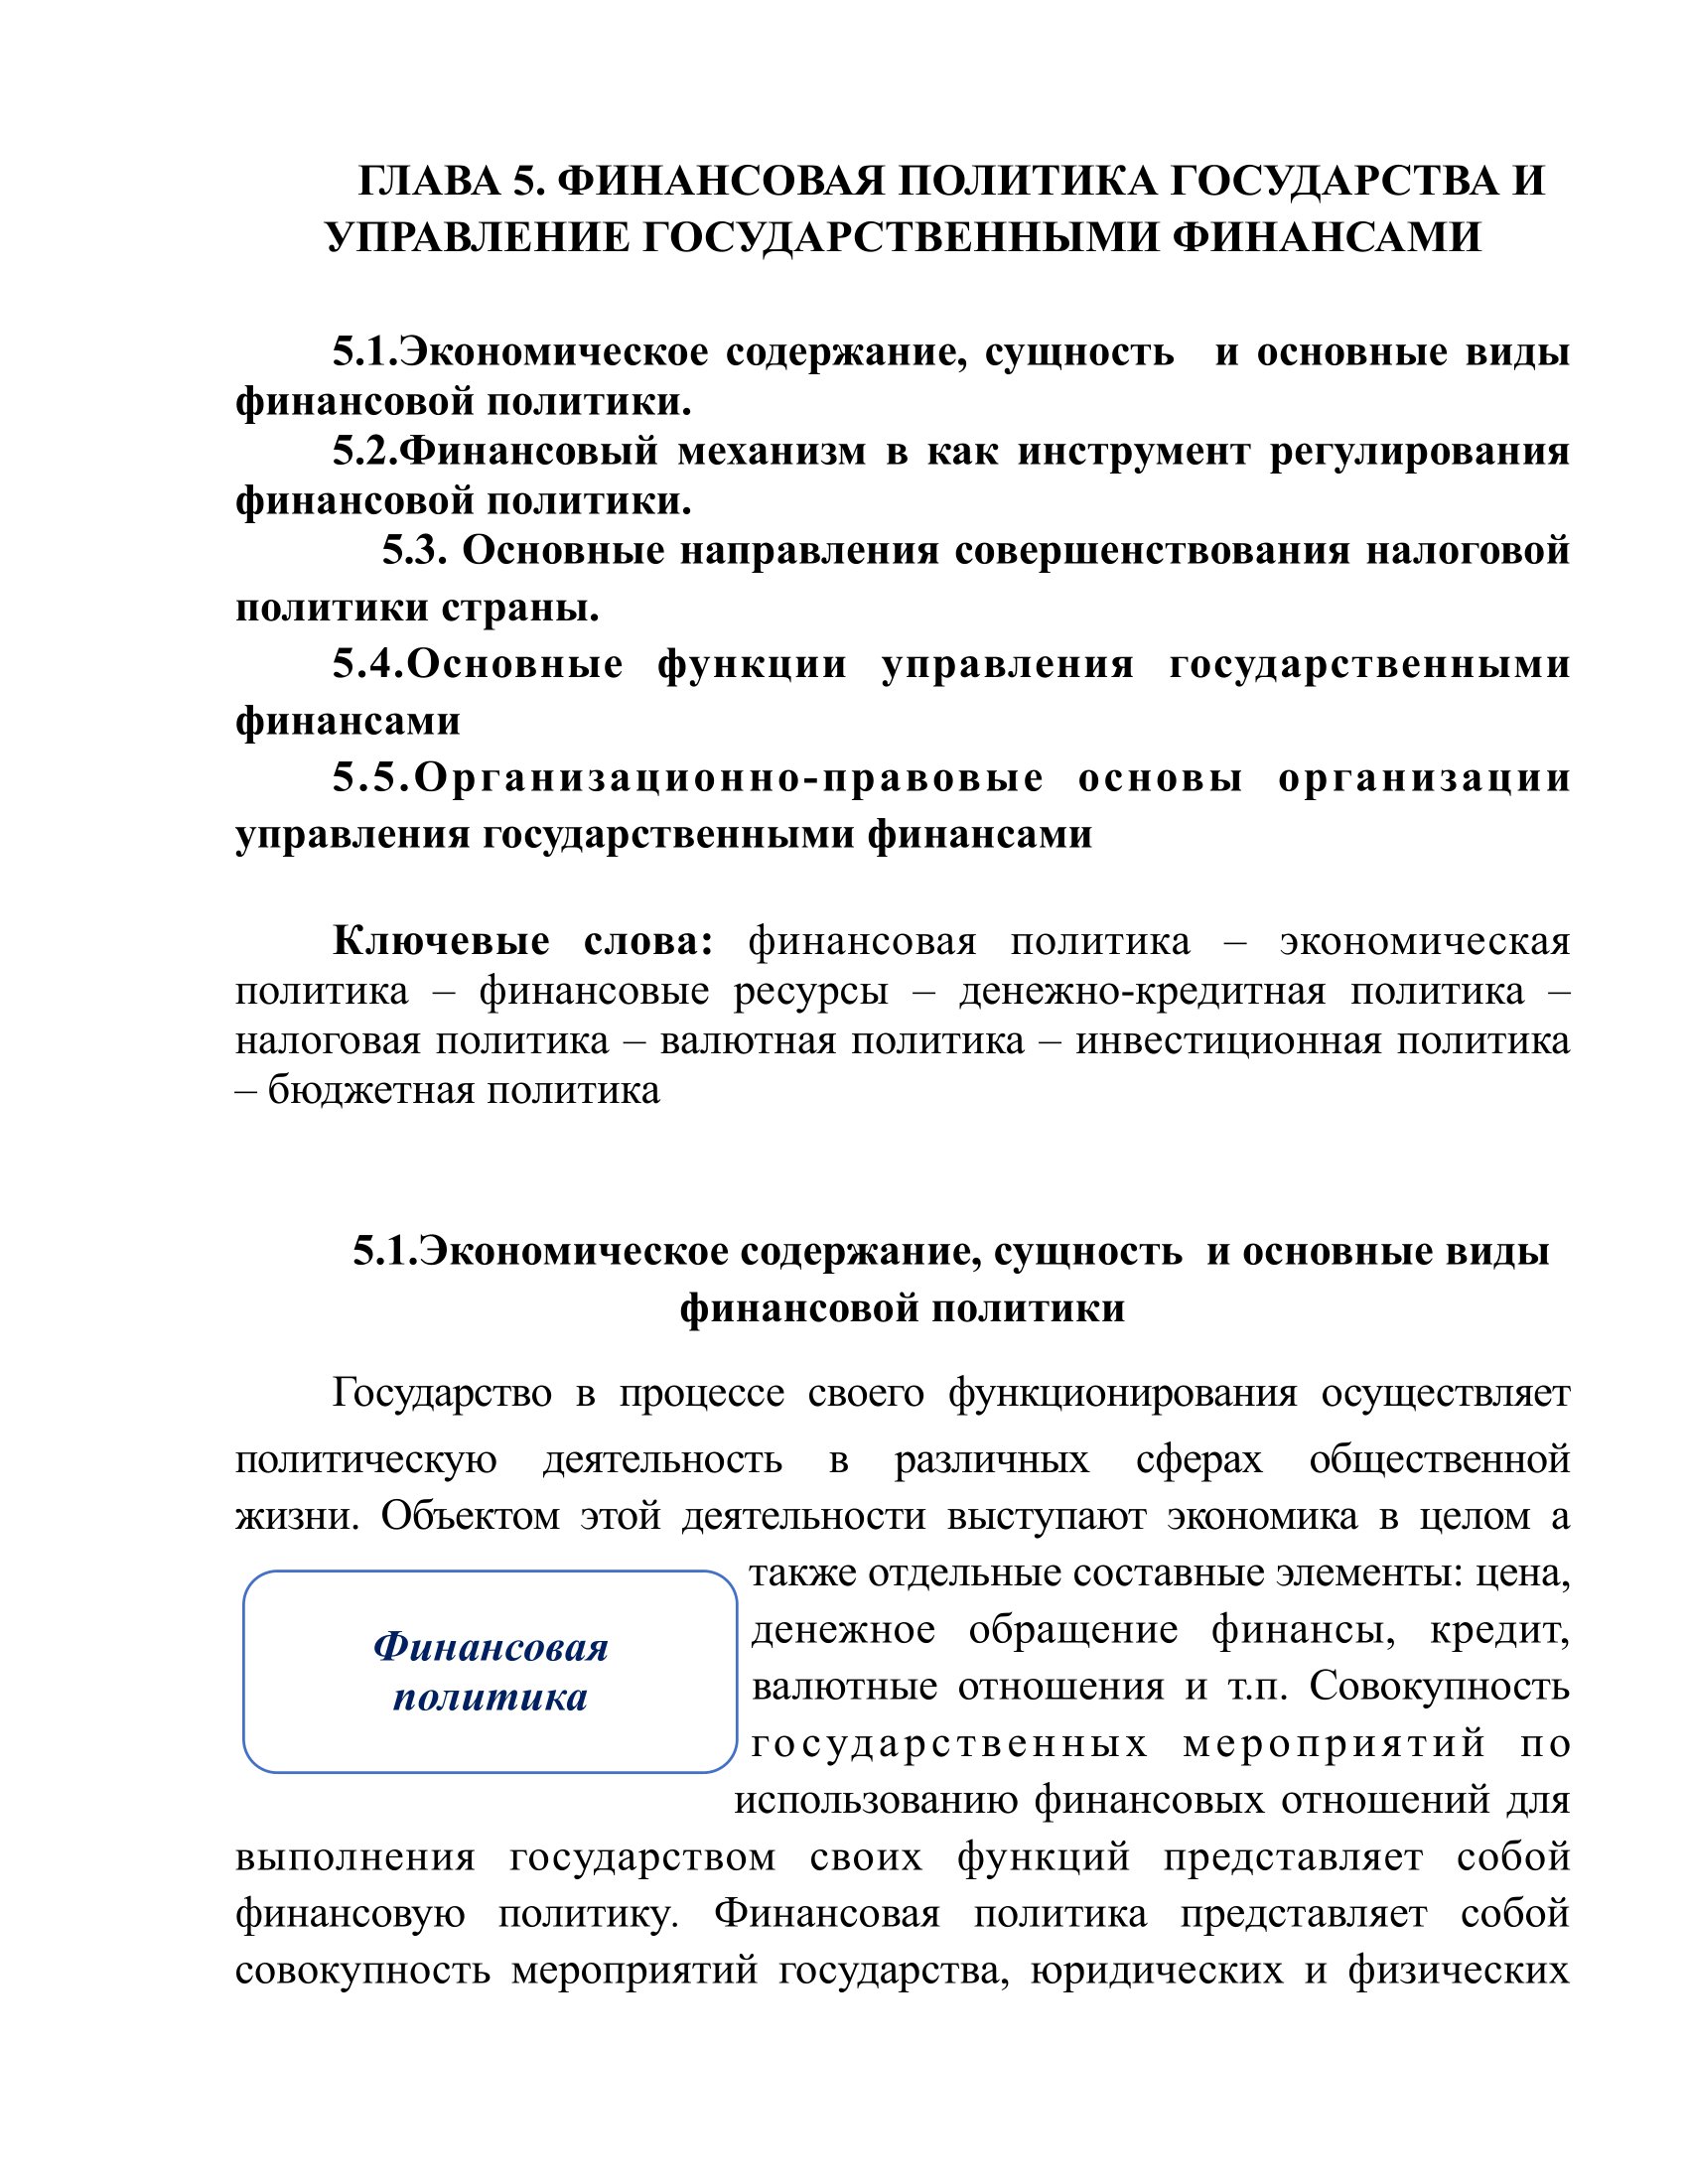 ГЛАВА 5. ФИНАНСОВАЯ ПОЛИТИКА ГОСУДАРСТВА И
УПРАВЛЕНИЕ ГОСУДАРСТВЕННЫМИ ФИНАНСАМИ
5.1.Экономическое содержание, сущность и основные виды
финансовой политики.
5.2.Финансовый механизм в как инструмент регулирования
финансовой политики.
5.3. Основные направления совершенствования налоговой
политики страны.
5.4.Основные функции управления государственными
финансами
5.5.Организационно-правовые основы организации
управления государственными финансами
Ключевые слова: финансовая политика – экономическая
политика – финансовые ресурсы – денежно-кредитная политика –
налоговая политика – валютная политика – инвестиционная политика
– бюджетная политика
5.1.Экономическое содержание, сущность и основные виды
финансовой политики
Государство в процессе своего функционирования осуществляет
политическую деятельность в различных сферах общественной
жизни. Объектом этой деятельности выступают экономика в целом а
также отдельные составные элементы: цена,
денежное обращение финансы, кредит,
валютные отношения и т.п. Совокупность
государственных мероприятий по
использованию финансовых отношений для
Финансовая
политика
выполнения государством своих функций представляет собой
финансовую политику. Финансовая политика представляет собой
совокупность мероприятий государства, юридических и физических